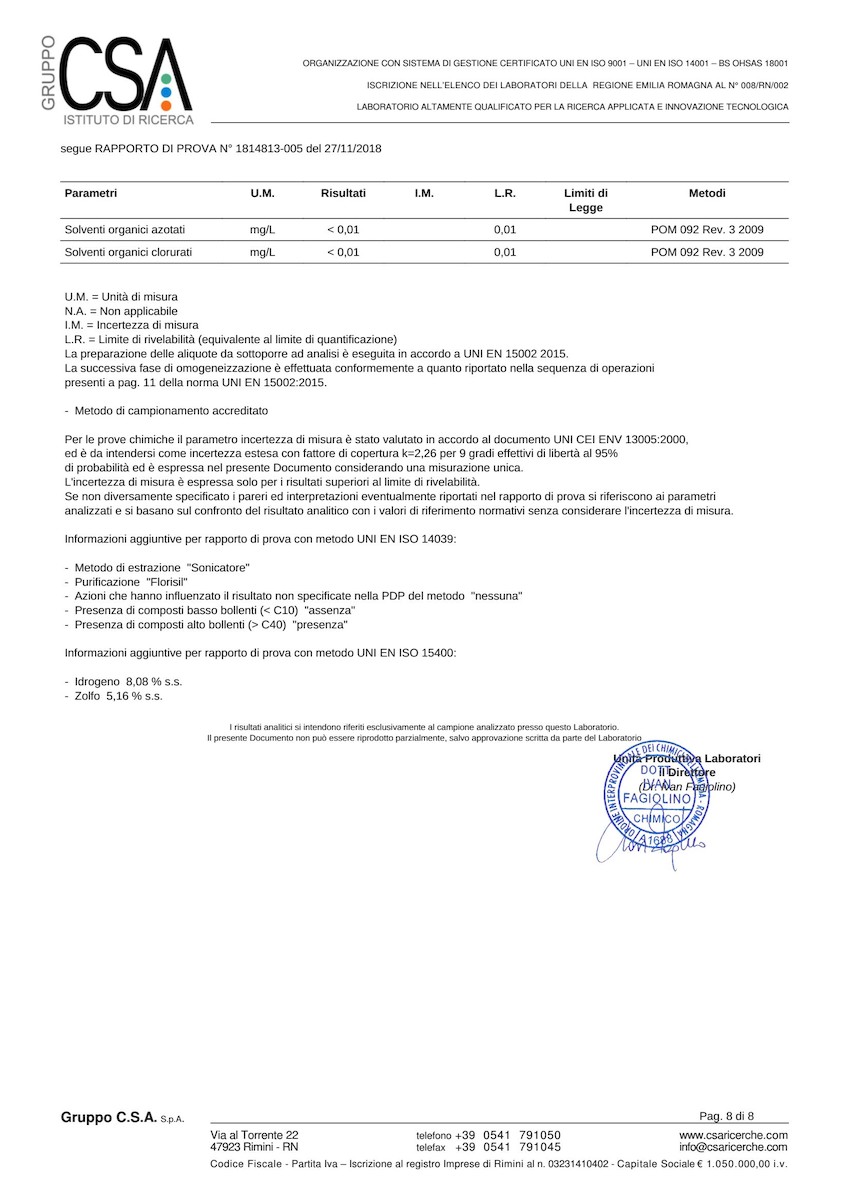 GRUPPO
CSA
ISTITUTO DI RICERCA
ORGANIZZAZIONE CON SISTEMA DI GESTIONE CERTIFICATO UNI EN ISO 9001 – UNI EN ISO 14001 – BS OHSAS 18001
ISCRIZIONE NELL'ELENCO DEI LABORATORI DELLA REGIONE EMILIA ROMAGNA AL N° 008/RN/002
LABORATORIO ALTAMENTE QUALIFICATO PER LA RICERCA APPLICATA E INNOVAZIONE TECNOLOGICA
segue RAPPORTO DI PROVA N° 1814813-005 del 27/11/2018
Parametri U.M. Risultati I.M. L.R. Limiti di Metodi
Legge
Solventi organici azotati mg/L < 0,01 0,01 POM 092 Rev. 3 2009
Solventi organici clorurati mg/L < 0,01 0,01 POM 092 Rev. 3 2009
U.M. = Unità di misura
N.A. = Non applicabile
I.M. = Incertezza di misura
L.R. = Limite di rivelabilità (equivalente al limite di quantificazione)
La preparazione delle aliquote da sottoporre ad analisi è eseguita in accordo a UNI EN 15002 2015.
La successiva fase di omogeneizzazione è effettuata conformemente a quanto riportato nella sequenza di operazioni
presenti a pag. 11 della norma UNI EN 15002:2015.
- Metodo di campionamento accreditato
Per le prove chimiche il parametro incertezza di misura è stato valutato in accordo al documento UNI CEI ENV 13005:2000,
ed è da intendersi come incertezza estesa con fattore di copertura k=2,26 per 9 gradi effettivi di libertà al 95%
di probabilità ed è espressa nel presente Documento considerando una misurazione unica.
L'incertezza di misura è espressa solo per i risultati superiori al limite di rivelabilità.
Se non diversamente specificato i pareri ed interpretazioni eventualmente riportati nel rapporto di prova si riferiscono ai parametri
analizzati e si basano sul confronto del risultato analitico con i valori di riferimento normativi senza considerare l'incertezza di misura.
Informazioni aggiuntive per rapporto di prova con metodo UNI EN ISO 14039:
- Metodo di estrazione "Sonicatore"
- Purificazione "Florisil"
- Azioni che hanno influenzato il risultato non specificate nella PDP del metodo "nessuna"
- Presenza di composti basso bollenti (< C10) "assenza"
- Presenza di composti alto bollenti (> C40) "presenza"
Informazioni aggiuntive per rapporto di prova con metodo UNI EN ISO 15400:
- Idrogeno 8,08 % s.s.
- Zolfo 5,16 % s.s.
I risultati analitici si intendono riferiti esclusivamente al campione analizzato presso questo Laboratorio.
Il presente Documento non può essere riprodotto parzialmente, salvo approvazione scritta da parte del Laboratorio
Unità Produttiva Laboratori
Il Direttore
(Dr. Ivan Fagiolino)
ORDINE INTERPROVINCIALE DEI CHIMICI DELL'EMILIA - ROMAGNA
DOTT.
IVAN
FAGIOLINO
CHIMICO
A 1688
Gruppo C.S.A. S.p.A.
Pag. 8 di 8
Via al Torrente 22 telefono +39 0541 791050 www.csaricerche.com
47923 Rimini - RN telefax +39 0541 791045 info@csaricerche.com
Codice Fiscale - Partita Iva – Iscrizione al registro Imprese di Rimini al n. 03231410402 - Capitale Sociale € 1.050.000,00 i.v.